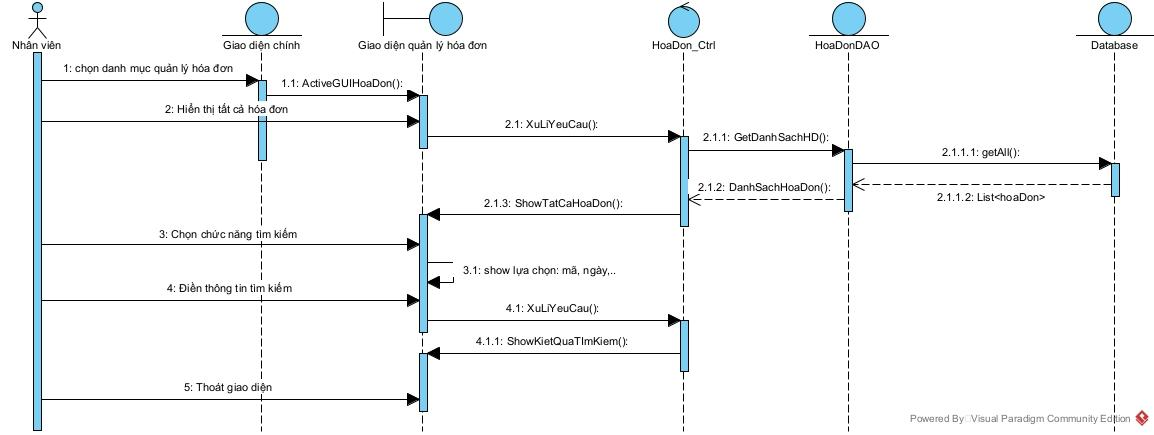 Nhân viên
Giao diện chính
Giao diện quản lý hóa đơn
HoaDon_Ctrl
HoaDonDAO
Database
1: chọn danh mục quản lý hóa đơn
1.1: ActiveGUIHoaDon():
2: Hiển thị tất cả hóa đơn
2.1: XuLiYeuCau():
2.1.1: GetDanhSachHD():
2.1.1.1: getAll():
2.1.2: DanhSachHoaDon():
2.1.1.2: List<hoaDon>
2.1.3: ShowTatCaHoaDon():
3: Chọn chức năng tìm kiếm
3.1: show lựa chọn: mã, ngày,..
4: Điền thông tin tìm kiếm
4.1: XuLiYeuCau():
4.1.1: ShowKietQuaTImKiem():
5: Thoát giao diện
Powered By Visual Paradigm Community Edition